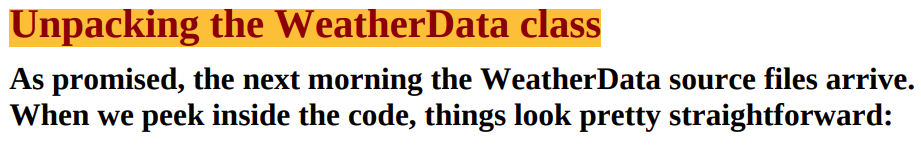 Unpacking the WeatherData class
As promised, the next morning the WeatherData source files arrive.
When we peek inside the code, things look pretty straightforward: